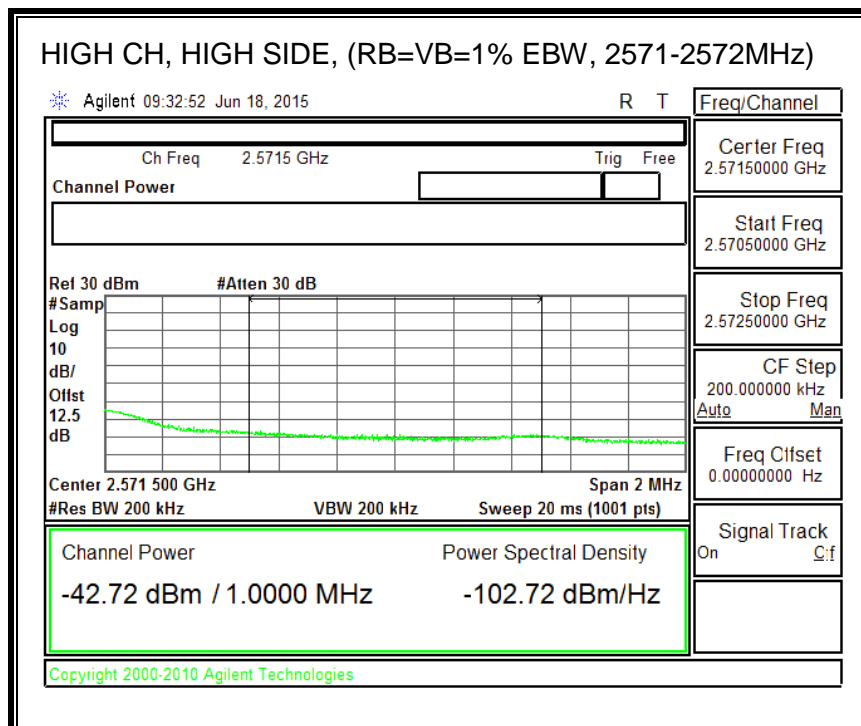 HIGH CH, HIGH SIDE, (RB=VB=1% EBW, 2571-2572MHz)
Agilent 09:32:52 Jun 18, 2015 R T
Freq/Channel
Ch Freq 2.5715 GHz Trig Free
Channel Power
Center Freq
2.57150000 GHz
Start Freq
2.57050000 GHz
Stop Freq
2.57250000 GHz
CF Step
200.000000 kHz
Auto Man
Freq Offset
0.00000000 Hz
Signal Track
On Off
Ref 30 dBm #Atten 30 dB
#Samp
Log
10
dB/
Offst
12.5
dB
Center 2.571 500 GHz Span 2 MHz
#Res BW 200 kHz VBW 200 kHz Sweep 20 ms (1001 pts)
Channel Power Power Spectral Density
-42.72 dBm / 1.0000 MHz -102.72 dBm/Hz
Copyright 2000-2010 Agilent Technologies